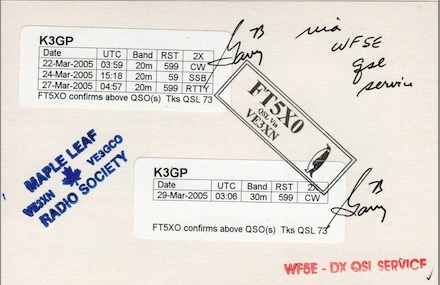 K3GP
Date UTC Band RST 2X
22-Mar-2005 03:59 20m 599 CW
24-Mar-2005 15:18 20m 59 SSB
27-Mar-2005 04:57 20m 599 RTTY
FT5XO confirms above QSO(s) Tks QSL 73
73
Gary
via
WF5E
qsl
service
FT5XO
QSL Via
VE3XN
MAPLE LEAF
VE3XN VE3GCO
RADIO SOCIETY
K3GP
Date UTC Band RST 2X
29-Mar-2005 03:06 30m 599 CW
FT5XO confirms above QSO(s) Tks QSL 73
73
Gary
WF5E - DX QSL SERVICE